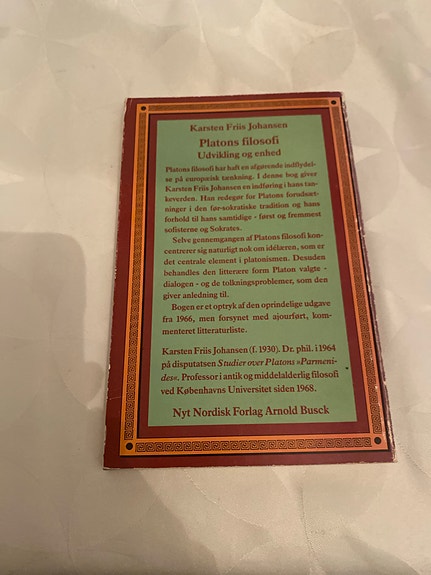 Karsten Friis Johansen
Platons filosofi
Udvikling og enhed
Platons filosofi har haft en afgørende indflydel-
se på europæisk tænkning. I denne bog giver
Karsten Friis Johansen en indføring i hans tan-
keverden. Han redegør for Platons forudsæt-
ninger i den før-sokratiske tradition og hans
forhold til hans samtidige - først og fremmest
sofisterne og Sokrates.
Selve gennemgangen af Platons filosofi kon-
centrerer sig naturligt nok om idélæren, som er
det centrale element i platonismen. Desuden
behandles den litterære form Platon valgte -
dialogen - og de tolkningsproblemer, som den
giver anledning til.
Bogen er et optryk af den oprindelige udgave
fra 1966, men forsynet med ajourført, kom-
menteret litteraturliste.
Karsten Friis Johansen (f. 1930). Dr. phil. i 1964
på disputatsen Studier over Platons »Parmeni-
des«. Professor i antik og middelalderlig filosofi
ved Københavns Universitet siden 1968.
Nyt Nordisk Forlag Arnold Busck